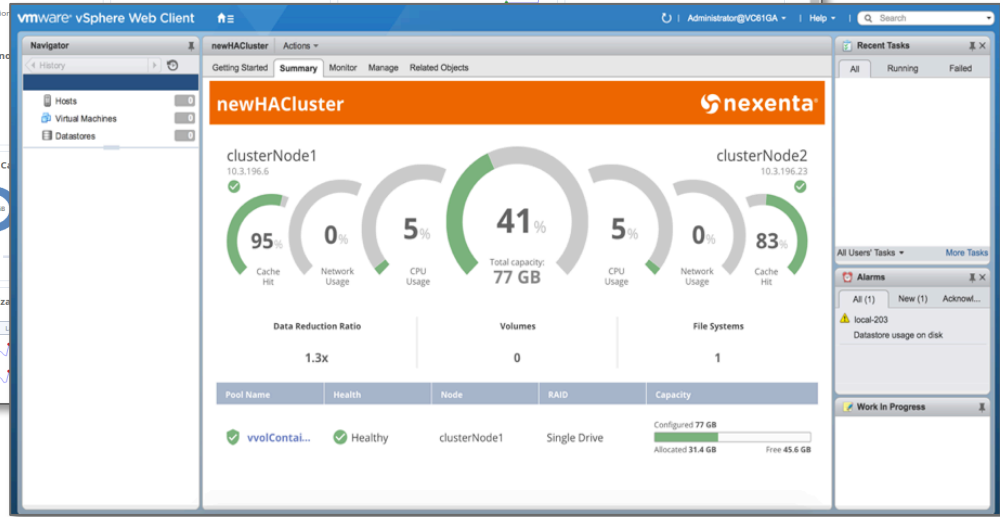 vmware® vSphere Web Client
Administrator@VC61GA
Help
Search
Navigator
History
Hosts 0
Virtual Machines 0
Datastores 0
newHACluster Actions
Getting Started Summary Monitor Manage Related Objects
newHACluster
nexenta
clusterNode1
10.3.196.6
clusterNode2
10.3.196.23
95%
Cache
Hit
0%
Network
Usage
5%
CPU
Usage
41%
Total capacity:
77 GB
5%
CPU
Usage
0%
Network
Usage
83%
Cache
Hit
Data Reduction Ratio Volumes File Systems
1.3x 0 1
Pool Name Health Node RAID Capacity
vvolContai... Healthy clusterNode1 Single Drive
Configured 77 GB
Allocated 31.4 GB Free 45.6 GB
Recent Tasks
All Running Failed
All Users' Tasks More Tasks
Alarms
All (1) New (1) Acknowl...
local-203
Datastore usage on disk
Work In Progress